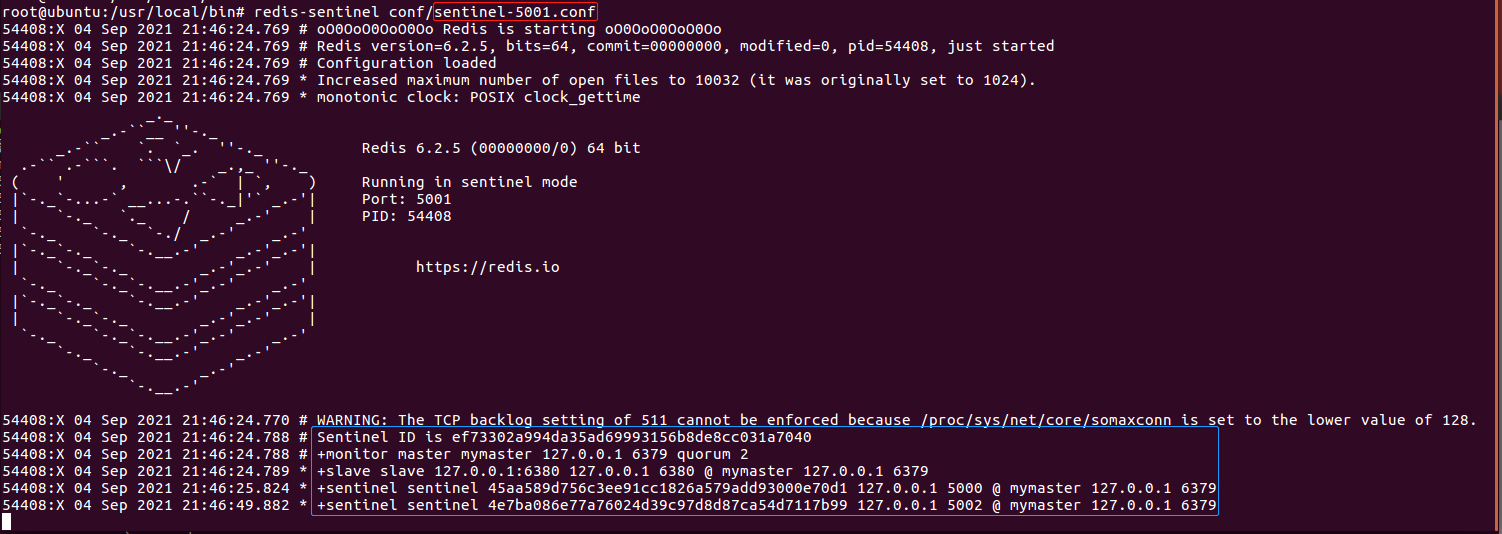 root@ubuntu:/usr/local/bin# redis-sentinel conf/sentinel-5001.conf
54408:X 04 Sep 2021 21:46:24.769 # oO0OoO0OoO0Oo Redis is starting oO0OoO0OoO0Oo
54408:X 04 Sep 2021 21:46:24.769 # Redis version=6.2.5, bits=64, commit=00000000, modified=0, pid=54408, just started
54408:X 04 Sep 2021 21:46:24.769 # Configuration loaded
54408:X 04 Sep 2021 21:46:24.769 * Increased maximum number of open files to 10032 (it was originally set to 1024).
54408:X 04 Sep 2021 21:46:24.769 * monotonic clock: POSIX clock_gettime
Redis 6.2.5 (00000000/0) 64 bit
Running in sentinel mode
Port: 5001
PID: 54408
https://redis.io
54408:X 04 Sep 2021 21:46:24.770 # WARNING: The TCP backlog setting of 511 cannot be enforced because /proc/sys/net/core/somaxconn is set to the lower value of 128.
54408:X 04 Sep 2021 21:46:24.788 # Sentinel ID is ef73302a994da35ad69993156b8de8cc031a7040
54408:X 04 Sep 2021 21:46:24.788 # +monitor master mymaster 127.0.0.1 6379 quorum 2
54408:X 04 Sep 2021 21:46:24.789 * +slave slave 127.0.0.1:6380 127.0.0.1 6380 @ mymaster 127.0.0.1 6379
54408:X 04 Sep 2021 21:46:25.824 * +sentinel sentinel 45aa589d756c3ee91cc1826a579add93000e70d1 127.0.0.1 5000 @ mymaster 127.0.0.1 6379
54408:X 04 Sep 2021 21:46:49.882 * +sentinel sentinel 4e7ba086e77a76024d39c97d8d87ca54d7117b99 127.0.0.1 5002 @ mymaster 127.0.0.1 6379